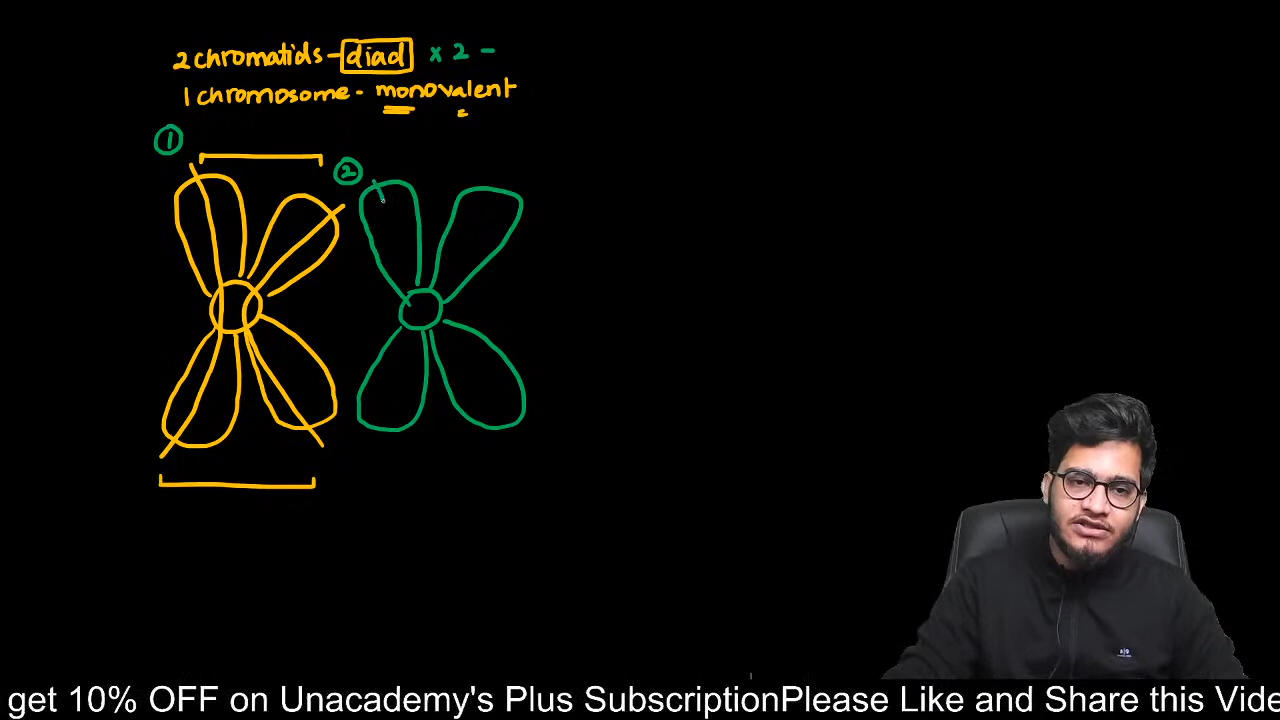 2 chromatids - diad x 2 -
1 chromosome - monovalent
1
2
get 10% OFF on Unacademy's Plus SubscriptionPlease Like and Share this Vide